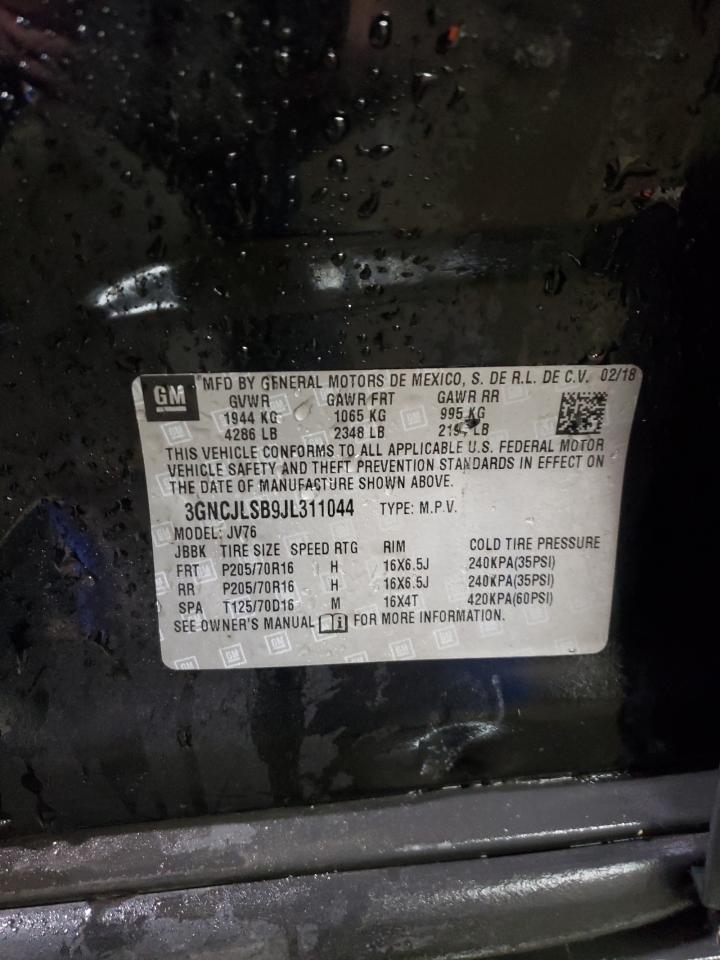 GM MFD BY GENERAL MOTORS DE MEXICO, S. DE R.L. DE C.V. 02/18
GVWR GAWR FRT GAWR RR
1944 KG 1065 KG 995 KG
4286 LB 2348 LB LB
THIS VEHICLE CONFORMS TO ALL APPLICABLE U.S. FEDERAL MOTOR
VEHICLE SAFETY AND THEFT PREVENTION STANDARDS IN EFFECT ON
THE DATE OF MANUFACTURE SHOWN ABOVE.
3GNCJLSB9JL311044 TYPE: M.P.V.
MODEL: JV76
JBBK TIRE SIZE SPEED RTG RIM COLD TIRE PRESSURE
FRT P205/70R16 H 16X6.5J 240KPA(35PSI)
RR P205/70R16 H 16X6.5J 240KPA(35PSI)
SPA T125/70D16 M 16X4T 420KPA(60PSI)
SEE OWNER'S MANUAL i FOR MORE INFORMATION.